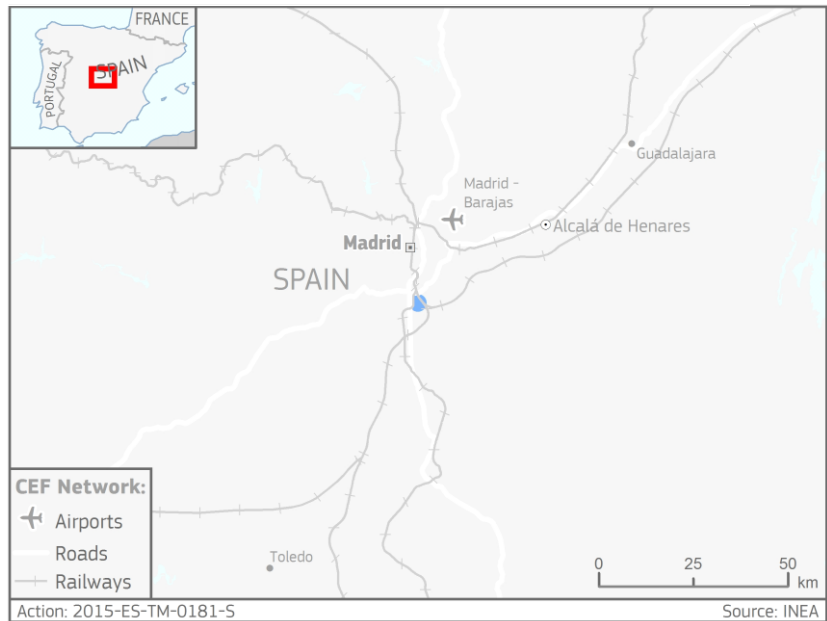 FRANCE
SPAIN
PORTUGAL
Guadalajara
Madrid -
Barajas
Alcalá de Henares
Madrid
SPAIN
CEF Network:
Airports
Roads
Railways
Toledo
0 25 50
km
Action: 2015-ES-TM-0181-S
Source: INEA